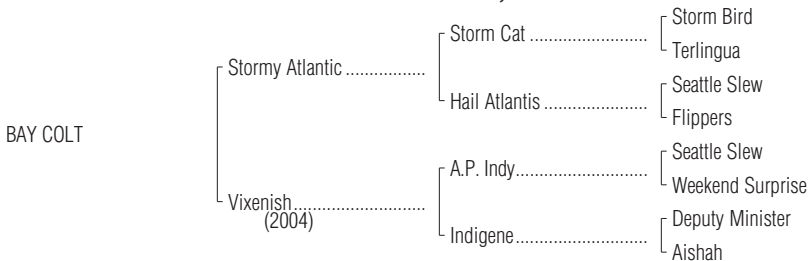 Storm Bird
Storm Cat ..........................
Terlingua
Stormy Atlantic .................
Seattle Slew
Hail Atlantis .......................
Flippers
BAY COLT
Seattle Slew
A.P. Indy............................
Weekend Surprise
Vixenish............................
(2004)
Deputy Minister
Indigene............................
Aishah